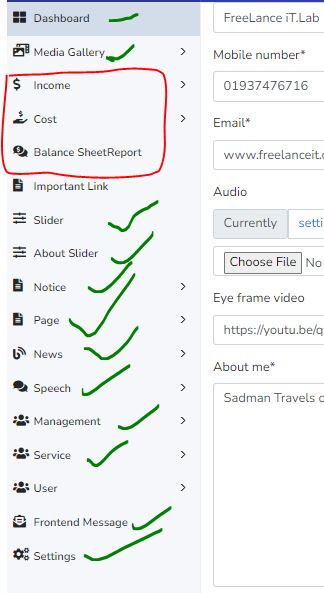 Dashboard
Media Gallery
Income
Cost
Balance SheetReport
Important Link
Slider
About Slider
Notice
Page
News
Speech
Management
Service
User
Frontend Message
Settings
FreeLance iT.Lab
Mobile number*
01937476716
Email*
www.freelanceit.
Audio
Currently setti
Choose File No
Eye frame video
https://youtu.be/q
About me*
Sadman Travels